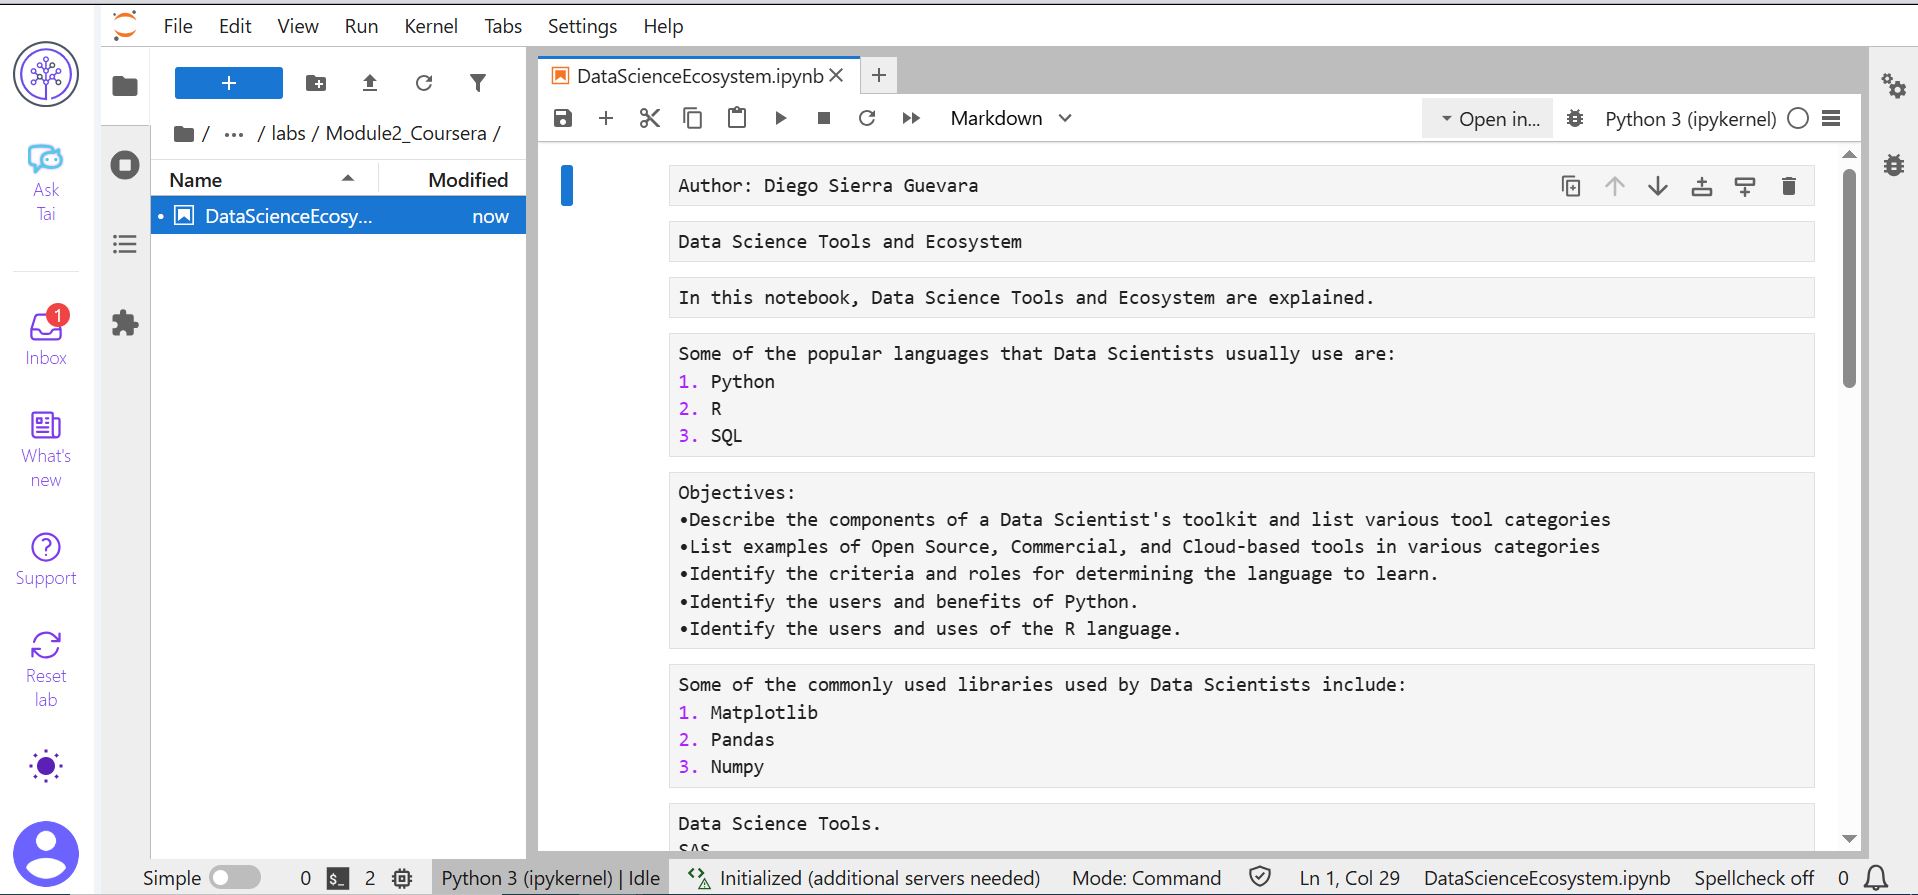 File Edit View Run Kernel Tabs Settings Help
Ask
Tai
1
Inbox
What's
new
Support
Reset
lab
+
/ ... / labs / Module2_Coursera /
Name Modified
• DataScienceEcosy... now
DataScienceEcosystem.ipynb
Markdown
Open in...
Python 3 (ipykernel)
Author: Diego Sierra Guevara
Data Science Tools and Ecosystem
In this notebook, Data Science Tools and Ecosystem are explained.
Some of the popular languages that Data Scientists usually use are:
1. Python
2. R
3. SQL
Objectives:
•Describe the components of a Data Scientist's toolkit and list various tool categories
•List examples of Open Source, Commercial, and Cloud-based tools in various categories
•Identify the criteria and roles for determining the language to learn.
•Identify the users and benefits of Python.
•Identify the users and uses of the R language.
Some of the commonly used libraries used by Data Scientists include:
1. Matplotlib
2. Pandas
3. Numpy
Data Science Tools.
SAS
Simple 0 $_ 2 Python 3 (ipykernel) | Idle Initialized (additional servers needed) Mode: Command Ln 1, Col 29 DataScienceEcosystem.ipynb Spellcheck off 0